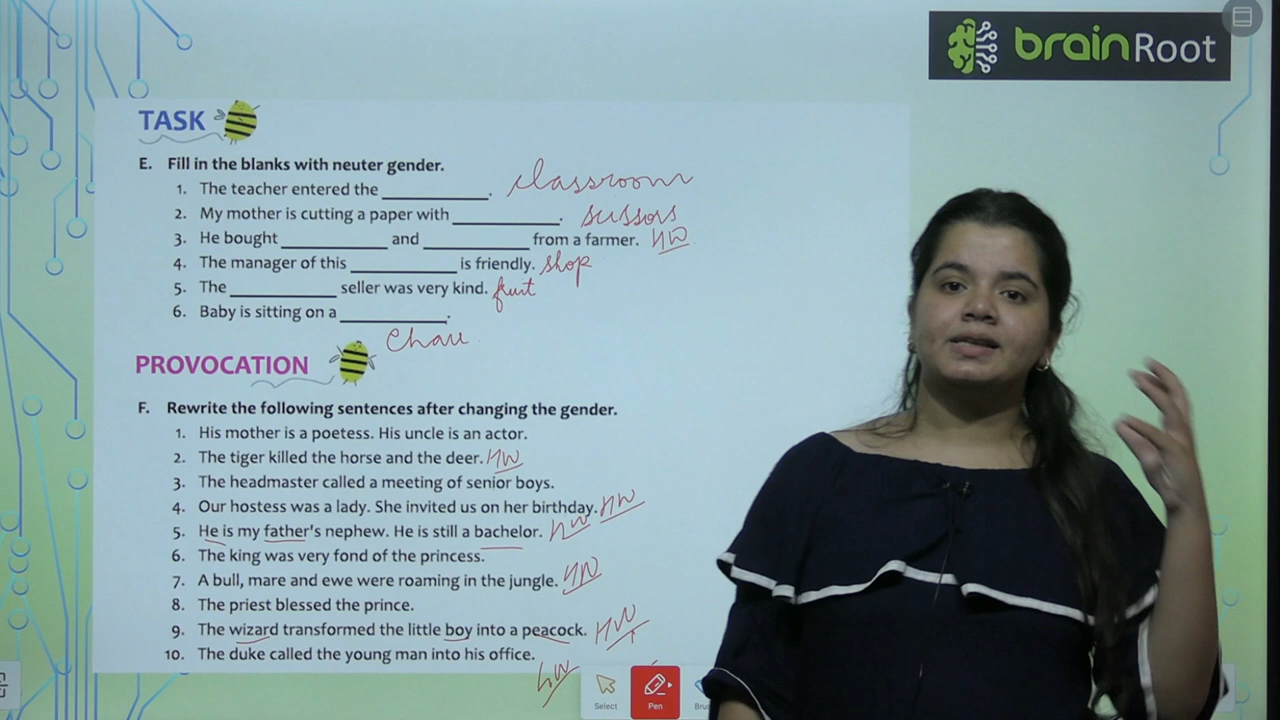 brainRoot
TASK
E. Fill in the blanks with neuter gender.
1. The teacher entered the ____________. classroom
2. My mother is cutting a paper with ____________. scissors
3. He bought ____________ and ____________ from a farmer. HW
4. The manager of this ____________ is friendly. shop
5. The ____________ seller was very kind. fruit
6. Baby is sitting on a ____________.
Chair
PROVOCATION
F. Rewrite the following sentences after changing the gender.
1. His mother is a poetess. His uncle is an actor.
2. The tiger killed the horse and the deer. HW
3. The headmaster called a meeting of senior boys.
4. Our hostess was a lady. She invited us on her birthday. HW
5. He is my father's nephew. He is still a bachelor. HW
6. The king was very fond of the princess.
7. A bull, mare and ewe were roaming in the jungle. HW
8. The priest blessed the prince.
9. The wizard transformed the little boy into a peacock. HW
10. The duke called the young man into his office.
HW
Select Pen Bru